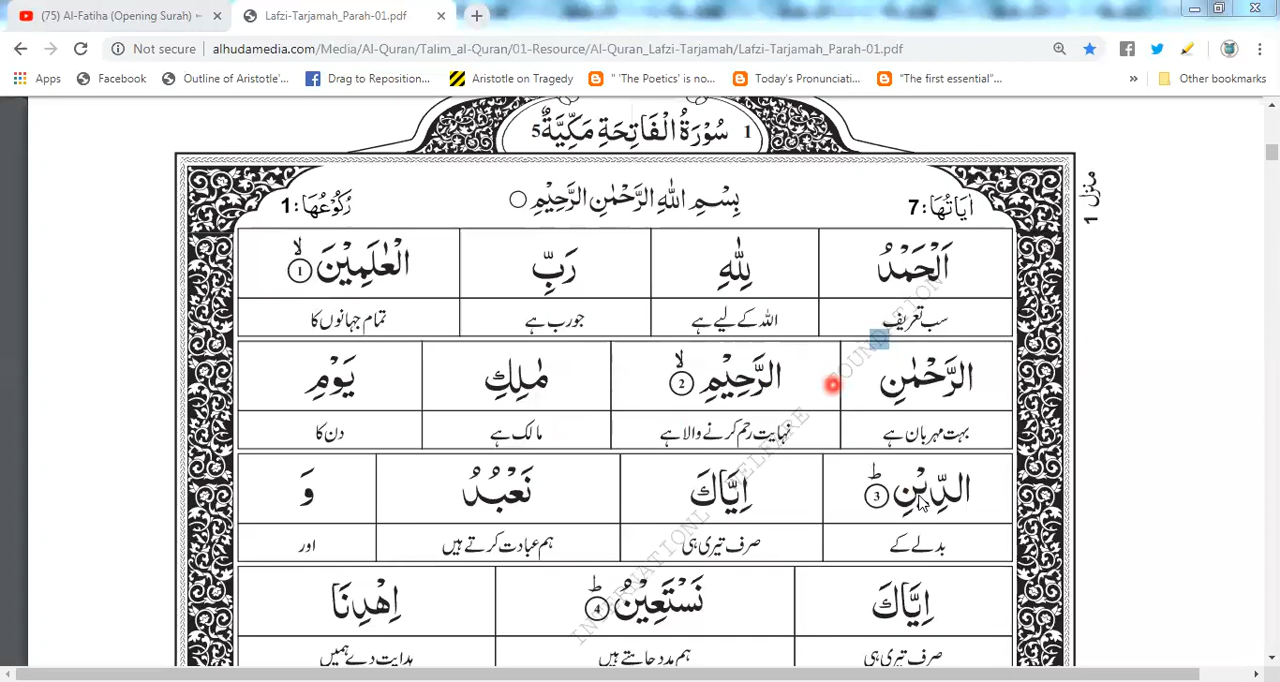 (75) Al-Fatiha (Opening Surah)
Lafzi-Tarjamah_Parah-01.pdf
Not secure | alhudamedia.com/Media/Al-Quran/Talim_al-Quran/01-Resource/Al-Quran_Lafzi-Tarjamah/Lafzi-Tarjamah_Parah-01.pdf
Apps Facebook Outline of Aristotle'... Drag to Reposition... Aristotle on Tragedy " 'The Poetics' is no... Today's Pronunciati... "The first essential"... » Other bookmarks
1 سُوْرَةُ الْفَاتِحَةِ مَكِّيَّةٌ 5
منزل 1
اٰيَاتُهَا: 7 بِسْمِ اللّٰهِ الرَّحْمٰنِ الرَّحِيْمِ رُكُوْعُهَا: 1
اَلْحَمْدُ لِلّٰهِ رَبِّ الْعٰلَمِيْنَ ۙ 1
سب تعریف اللہ کے لیے ہے جو رب ہے تمام جہانوں کا
الرَّحْمٰنِ الرَّحِيْمِ ۙ 2 مٰلِكِ يَوْمِ
بہت مہربان ہے نہایت رحم کرنے والا ہے مالک ہے دن کا
الدِّيْنِ ؕ 3 اِيَّاكَ نَعْبُدُ وَ
بدلے کے صرف تیری ہی ہم عبادت کرتے ہیں اور
اِيَّاكَ نَسْتَعِيْنُ ؕ 4 اِهْدِنَا
صرف تیری ہی ہم مدد چاہتے ہیں ہدایت دے ہمیں